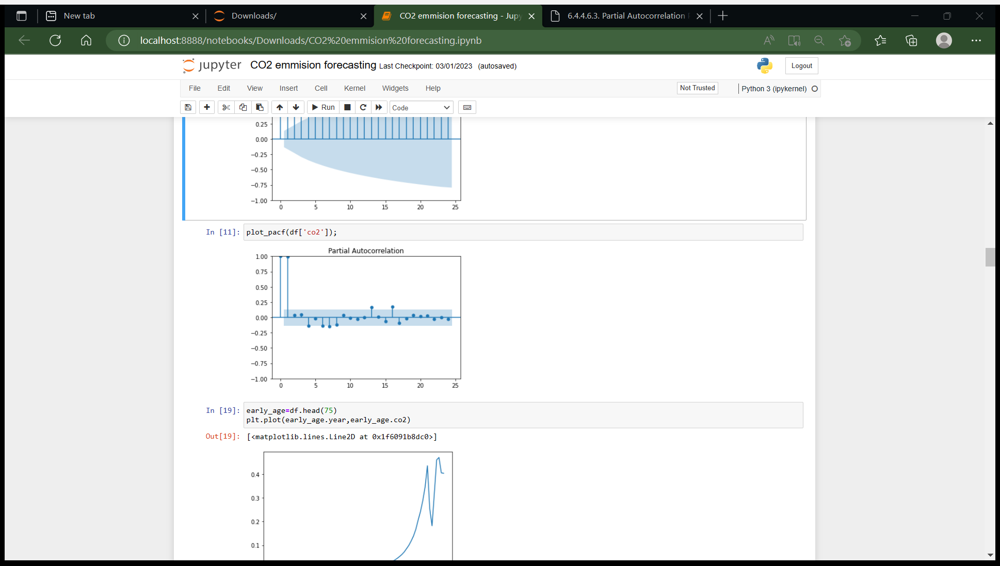 New tab
Downloads/
CO2 emmision forecasting - Jupy
6.4.4.6.3. Partial Autocorrelation
localhost:8888/notebooks/Downloads/CO2%20emmision%20forecasting.ipynb
jupyter CO2 emmision forecasting Last Checkpoint: 03/01/2023 (autosaved)
Logout
File Edit View Insert Cell Kernel Widgets Help
Not Trusted
Python 3 (ipykernel)
Run
Code
0.25
0.00
−0.25
−0.50
−0.75
−1.00
0 5 10 15 20 25
In [11]: plot_pacf(df['co2']);
Partial Autocorrelation
1.00
0.75
0.50
0.25
0.00
−0.25
−0.50
−0.75
−1.00
0 5 10 15 20 25
In [19]: early_age=df.head(75)
plt.plot(early_age.year,early_age.co2)
Out[19]: [<matplotlib.lines.Line2D at 0x1f6091b8dc0>]
0.4
0.3
0.2
0.1